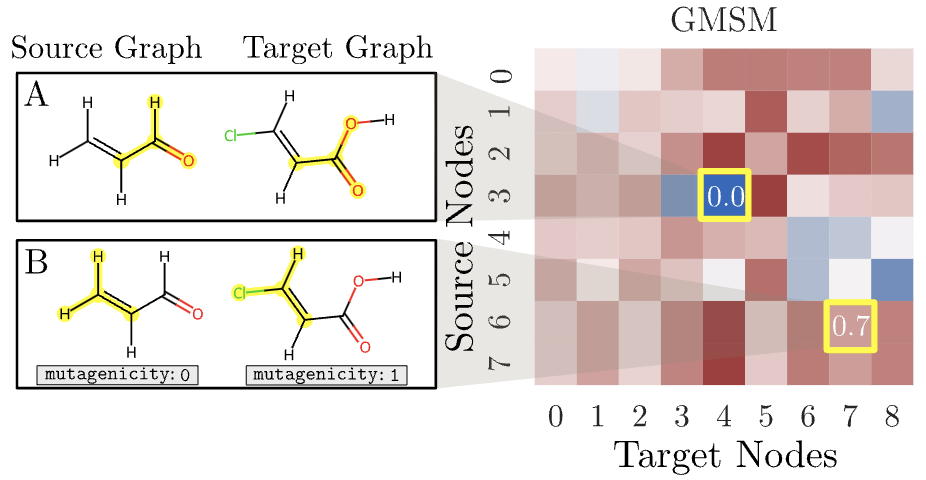 GMSM
Source Graph Target Graph
A
H H
H O
H
H
Cl O H
O
H
B
H H
H O
H
H
Cl O H
O
H
mutagenicity: 0 mutagenicity: 1
Source Nodes
0
1
2
3
4
5
6
7
0.0
0.7
0 1 2 3 4 5 6 7 8
Target Nodes